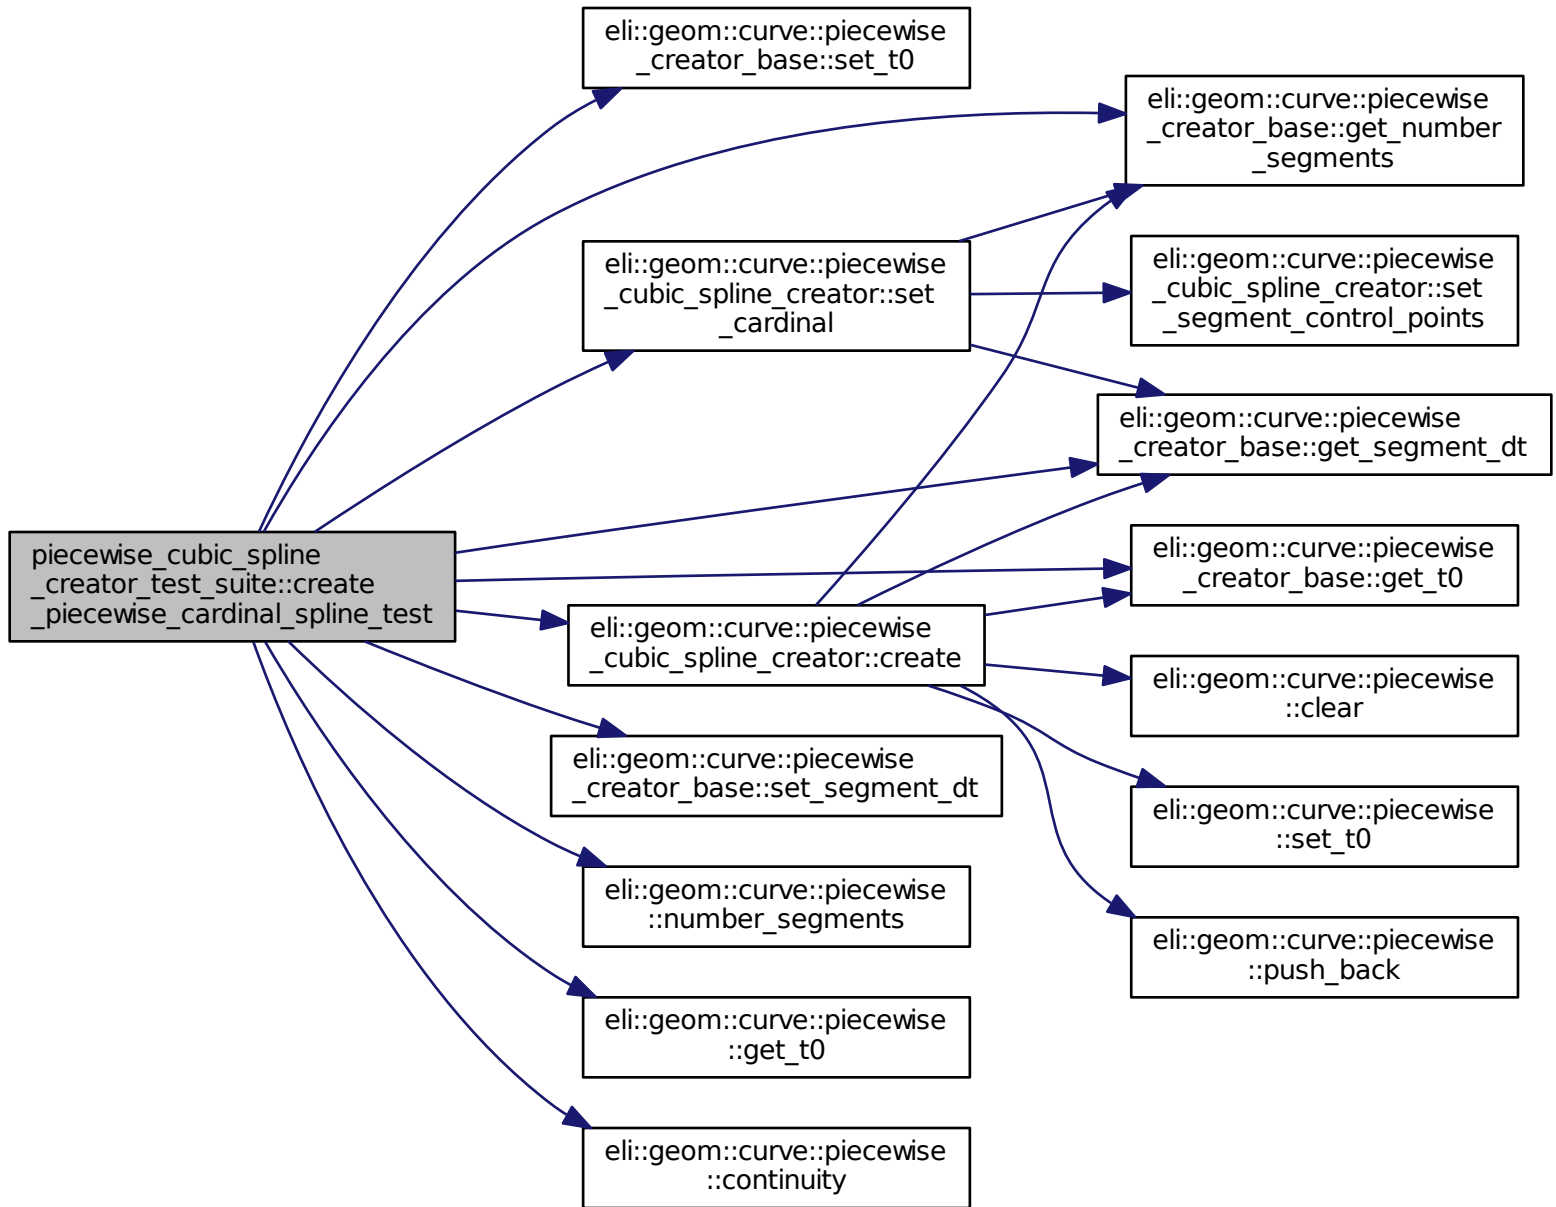 piecewise_cubic_spline
_creator_test_suite::create
_piecewise_cardinal_spline_test
eli::geom::curve::piecewise
_creator_base::set_t0
eli::geom::curve::piecewise
_cubic_spline_creator::set
_cardinal
eli::geom::curve::piecewise
_cubic_spline_creator::create
eli::geom::curve::piecewise
_creator_base::set_segment_dt
eli::geom::curve::piecewise
::number_segments
eli::geom::curve::piecewise
::get_t0
eli::geom::curve::piecewise
::continuity
eli::geom::curve::piecewise
_creator_base::get_number
_segments
eli::geom::curve::piecewise
_cubic_spline_creator::set
_segment_control_points
eli::geom::curve::piecewise
_creator_base::get_segment_dt
eli::geom::curve::piecewise
_creator_base::get_t0
eli::geom::curve::piecewise
::clear
eli::geom::curve::piecewise
::set_t0
eli::geom::curve::piecewise
::push_back